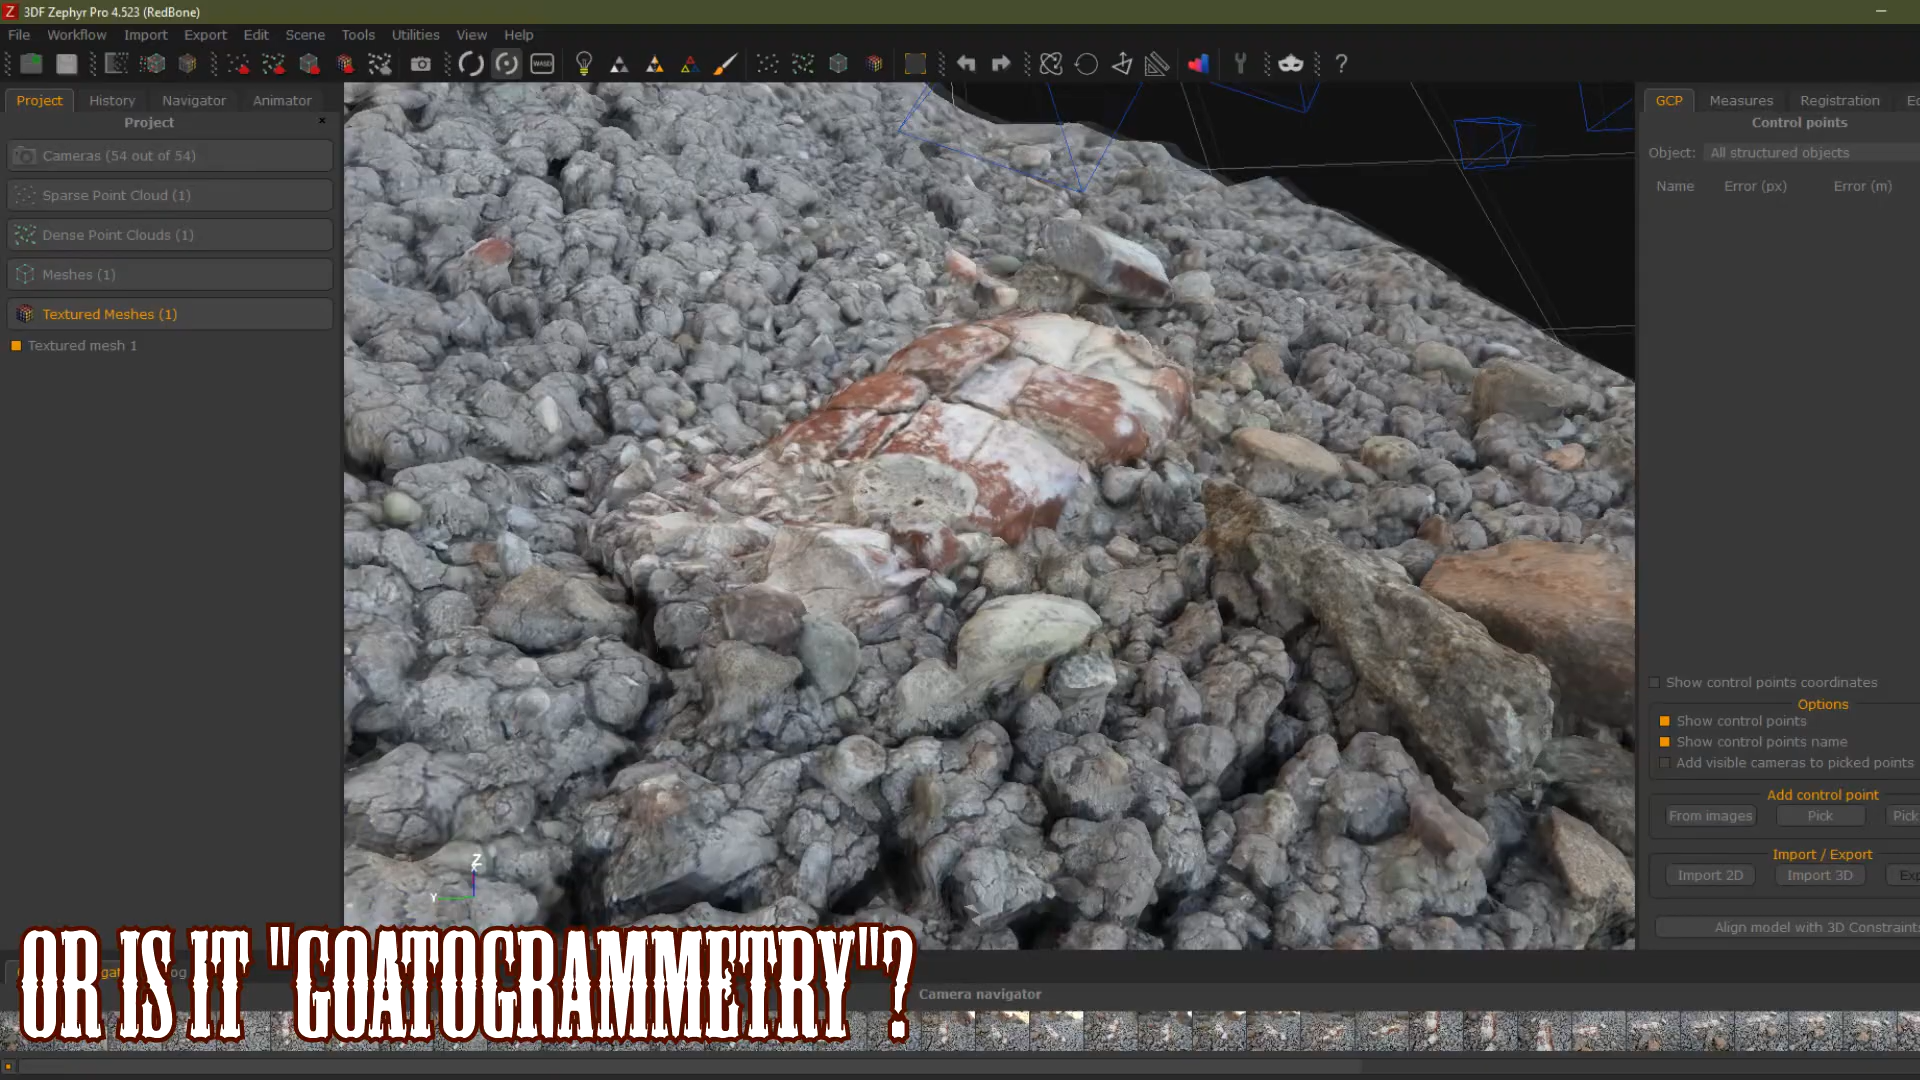 3DF Zephyr Pro 4.523 (RedBone)
File Workflow Import Export Edit Scene Tools Utilities View Help
WASD
Project History Navigator Animator
Project
Cameras (54 out of 54)
Sparse Point Cloud (1)
Dense Point Clouds (1)
Meshes (1)
Textured Meshes (1)
Textured mesh 1
GCP Measures Registration
Control points
Object: All structured objects
Name Error (px) Error (m)
Show control points coordinates
Options
Show control points
Show control points name
Add visible cameras to picked points
Add control point
From images Pick Pick
Import / Export
Import 2D Import 3D
Align model with 3D Constraints
Z
Y
OR IS IT "GOATOGRAMMETRY"?
Camera navigator